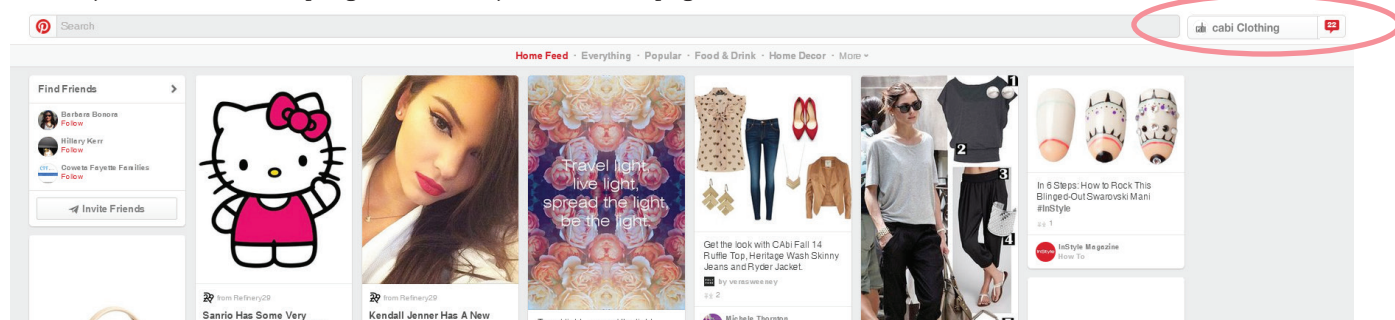 Search
cabi Clothing
22
Home Feed · Everything · Popular · Food & Drink · Home Decor · More
Find Friends
Barbara Bonora
Follow
Hillary Kerr
Follow
Coweta Fayette Families
Follow
Invite Friends
from Refinery29
Sanrio Has Some Very
from Refinery29
Kendall Jenner Has A New
Travel light,
live light,
spread the light,
be the light.
Get the look with CAbi Fall 14
Ruffle Top, Heritage Wash Skinny
Jeans and Ryder Jacket.
by verasweeney
2
Michele Thornton
1
2
3
4
In 6 Steps: How to Rock This
Blinged-Out Swarovski Mani
#InStyle
1
InStyle
InStyle Magazine
How To